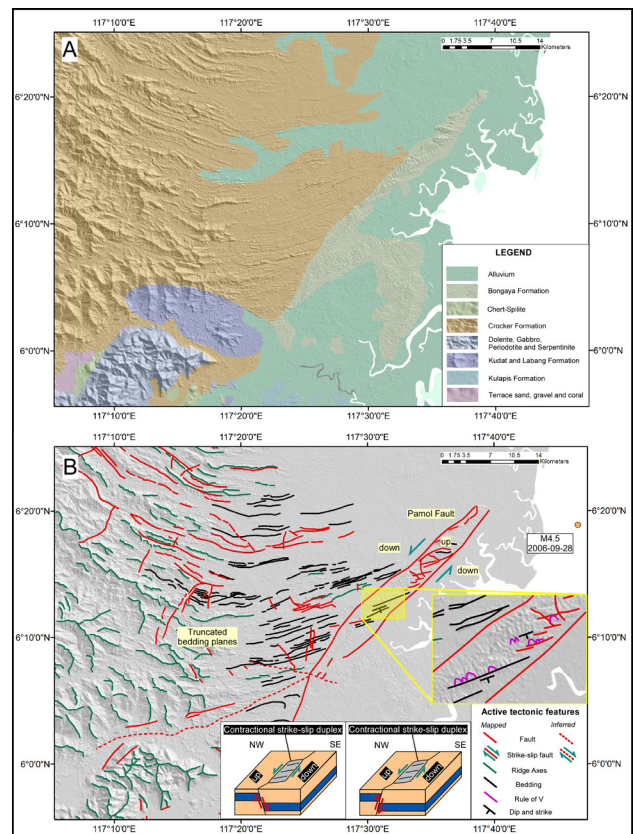 117°10'0"E 117°20'0"E 117°30'0"E 117°40'0"E
A
0 1.75 3.5 7 10.5 14
Kilometers
6°20'0"N 6°20'0"N
6°10'0"N 6°10'0"N
6°0'0"N 6°0'0"N
LEGEND
Alluvium
Bongaya Formation
Chert-Spilite
Crocker Formation
Dolerite, Gabbro,
Periodotite and Serpentinite
Kudat and Labang Formation
Kulapis Formation
Terrace sand, gravel and coral
117°10'0"E 117°20'0"E 117°30'0"E 117°40'0"E
117°10'0"E 117°20'0"E 117°30'0"E 117°40'0"E
B
0 1.75 3.5 7 10.5 14
Kilometers
6°20'0"N 6°20'0"N
Pamol Fault
M4.5
2006-09-28
down
up
down
Truncated
bedding planes
6°10'0"N 6°10'0"N
6°0'0"N 6°0'0"N
Active tectonic features
Mapped Inferred
Fault
Strike-slip fault
Ridge Axes
Bedding
Rule of V
Dip and strike
Contractional strike-slip duplex
NW SE
up
down
Contractional strike-slip duplex
NW SE
up
down
117°10'0"E 117°20'0"E 117°30'0"E 117°40'0"E